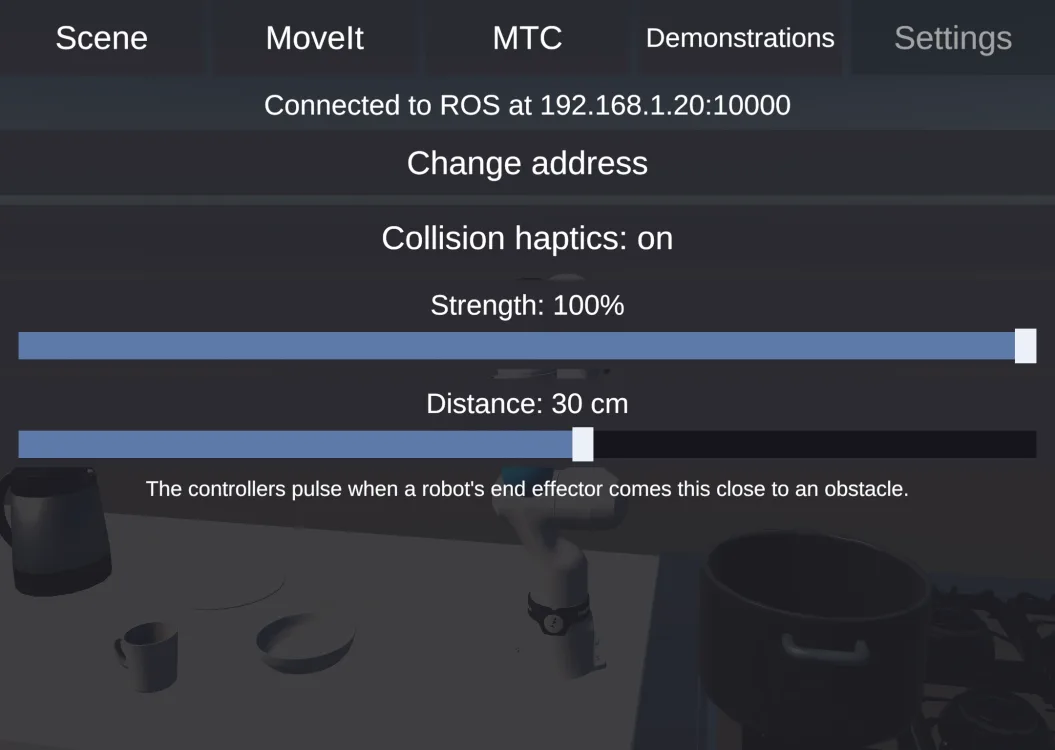 Scene MoveIt MTC Demonstrations Settings
Connected to ROS at 192.168.1.20:10000
Change address
Collision haptics: on
Strength: 100%
Distance: 30 cm
The controllers pulse when a robot's end effector comes this close to an obstacle.